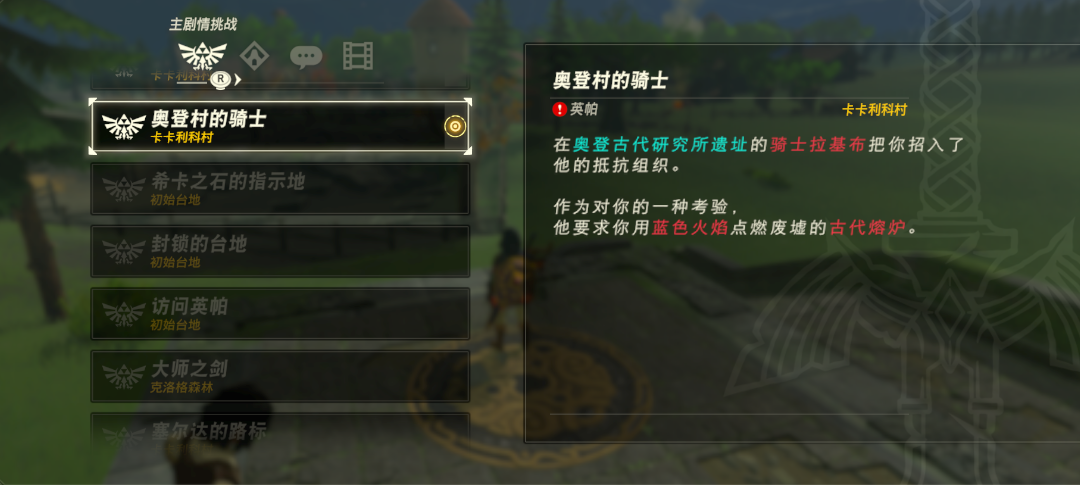 主剧情挑战
R
卡卡利科村
奥登村的骑士
卡卡利科村
希卡之石的指示地
初始台地
封锁的台地
初始台地
访问英帕
初始台地
大师之剑
克洛格森林
塞尔达的路标
奥登村的骑士
英帕
卡卡利科村
在奥登古代研究所遗址的骑士拉基布把你招入了
他的抵抗组织。
作为对你的一种考验，
他要求你用蓝色火焰点燃废墟的古代熔炉。